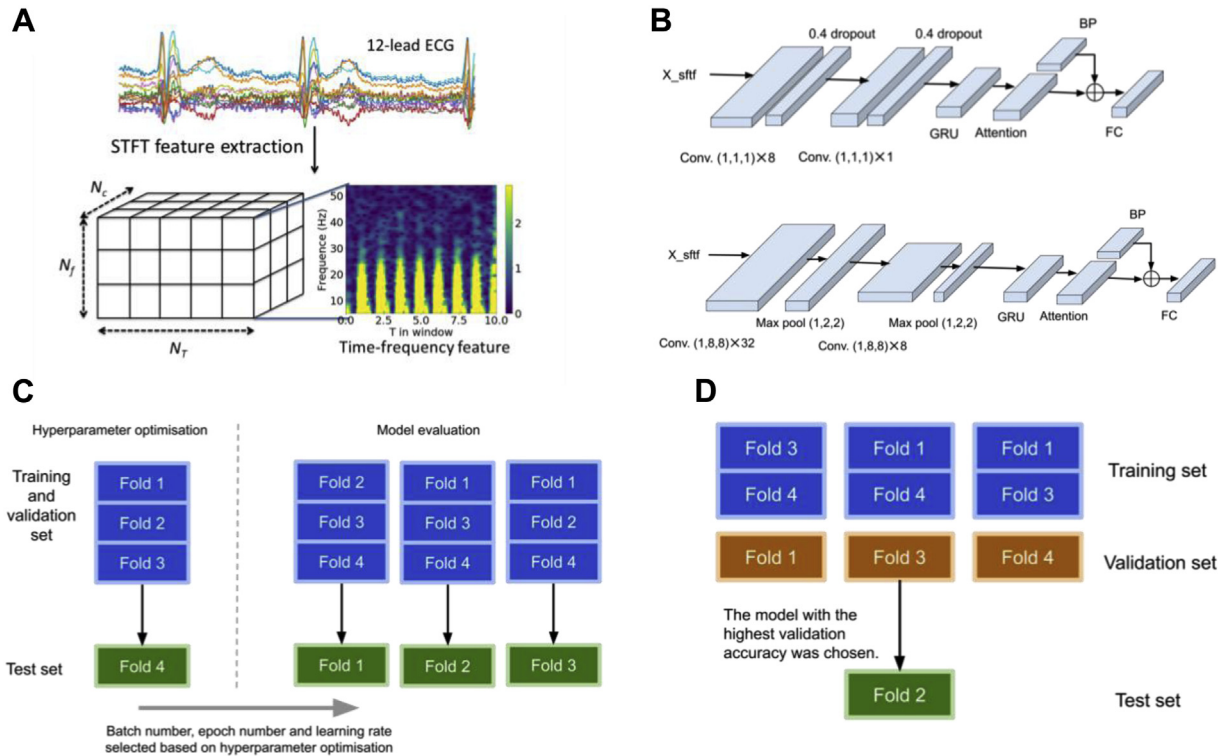 A
12-lead ECG
STFT feature extraction
N_c
N_f
N_T
Frequency (Hz)
50
40
30
20
10
0.0
2.5
5.0
7.5
10.0
T in window
2
1
0
Time-frequency feature
B
X_sftf
0.4 dropout
0.4 dropout
BP
GRU
Attention
FC
Conv. (1,1,1)×8
Conv. (1,1,1)×1
X_sftf
BP
Max pool (1,2,2)
Max pool (1,2,2)
GRU
Attention
FC
Conv. (1,8,8)×32
Conv. (1,8,8)×8
C
Hyperparameter optimisation
Model evaluation
Training and
validation
set
Fold 1
Fold 2
Fold 3
Fold 2
Fold 3
Fold 4
Fold 1
Fold 3
Fold 4
Fold 1
Fold 2
Fold 4
Test set
Fold 4
Fold 1
Fold 2
Fold 3
Batch number, epoch number and learning rate
selected based on hyperparameter optimisation
D
Fold 3
Fold 4
Fold 1
Fold 4
Fold 1
Fold 3
Training set
Fold 1
Fold 3
Fold 4
Validation set
The model with the
highest validation
accuracy was chosen.
Fold 2
Test set